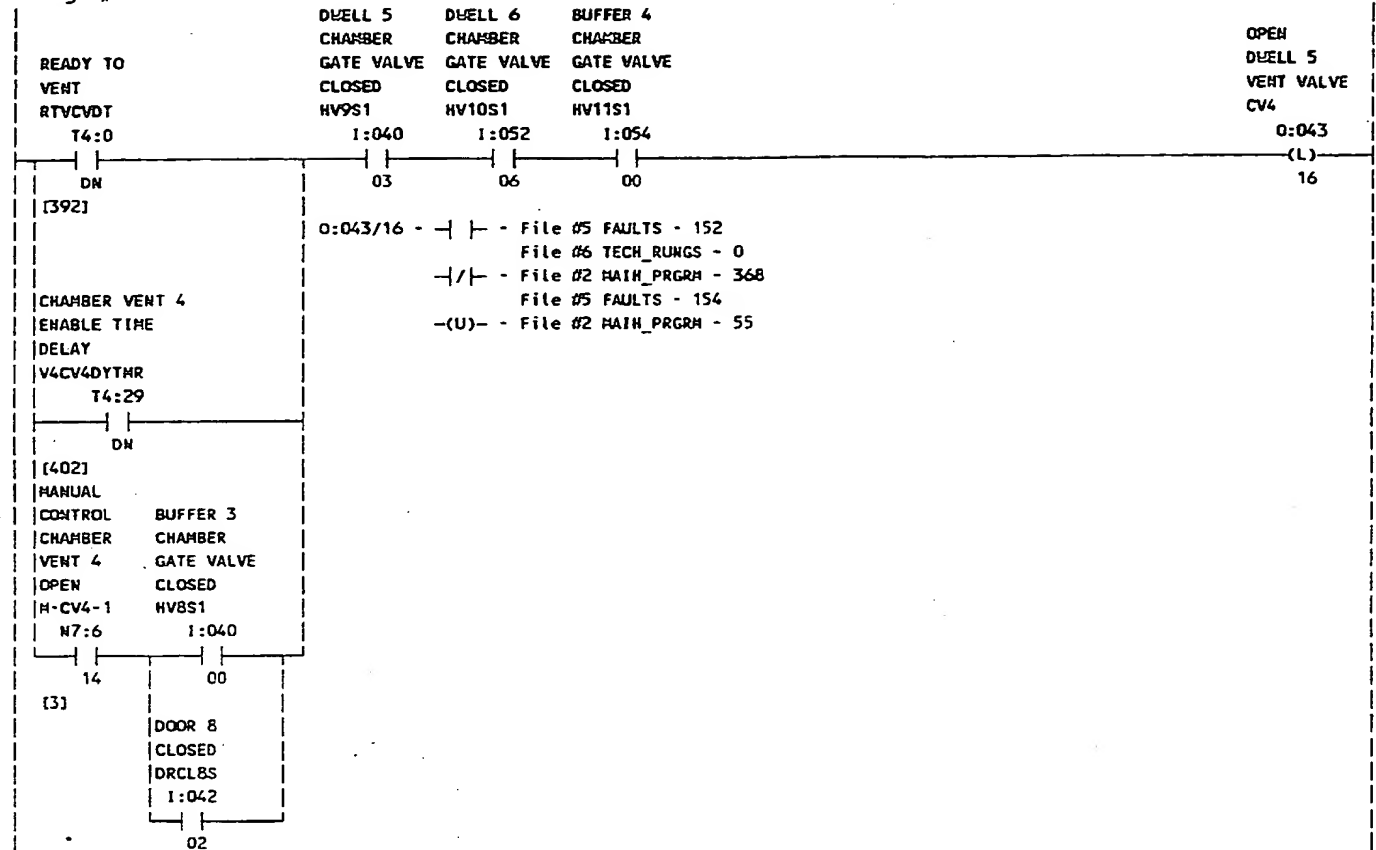 DWELL 5 DWELL 6 BUFFER 4
CHAMBER CHAMBER CHAMBER OPEN
READY TO GATE VALVE GATE VALVE GATE VALVE DWELL 5
VENT CLOSED CLOSED CLOSED VENT VALVE
RTVCVDT HV9S1 HV10S1 HV11S1 CV4
T4:0 I:040 I:052 I:054 O:043
(L)
DN 03 06 00 16
[392]
O:043/16 - -| |- - File #5 FAULTS - 152
File #6 TECH_RUNGS - 0
-|/|- - File #2 MAIN_PRGRM - 368
CHAMBER VENT 4 File #5 FAULTS - 154
ENABLE TIME -(U)- - File #2 MAIN_PRGRM - 55
DELAY
V4CV4DYTMR
T4:29
DN
[402]
MANUAL
CONTROL BUFFER 3
CHAMBER CHAMBER
VENT 4 GATE VALVE
OPEN CLOSED
M-CV4-1 HV8S1
N7:6 I:040
14 00
[3]
DOOR 8
CLOSED
DRCL8S
I:042
02